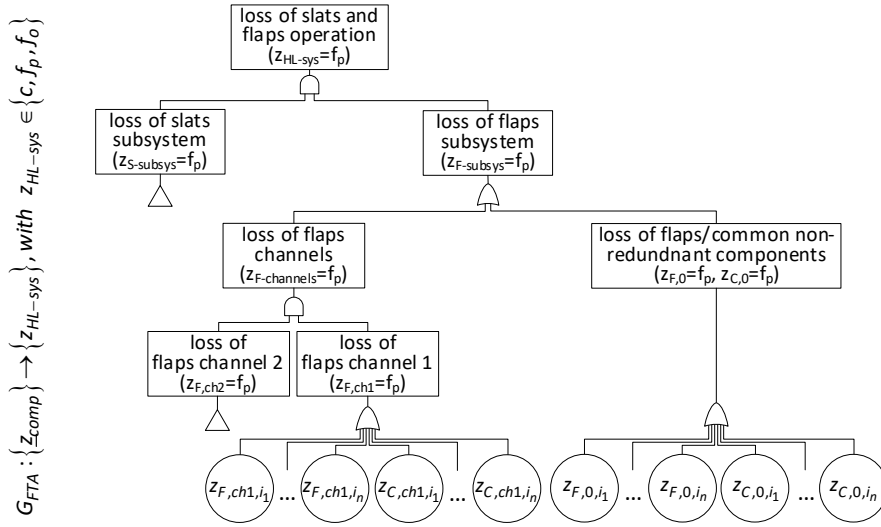 G_FTA : {z_comp} → {z_HL-sys}, with z_HL-sys ∈ {c, f_p, f_o}
loss of slats and
flaps operation
(z_HL-sys=f_p)
loss of slats
subsystem
(z_S-subsys=f_p)
loss of flaps
subsystem
(z_F-subsys=f_p)
loss of flaps
channels
(z_F-channels=f_p)
loss of flaps/common non-
redundnant components
(z_F,0=f_p, z_C,0=f_p)
loss of
flaps channel 2
(z_F,ch2=f_p)
loss of
flaps channel 1
(z_F,ch1=f_p)
z_F,ch1,i_1 ... z_F,ch1,i_n z_C,ch1,i_1 ... z_C,ch1,i_n z_F,0,i_1 ... z_F,0,i_n z_C,0,i_1 ... z_C,0,i_n